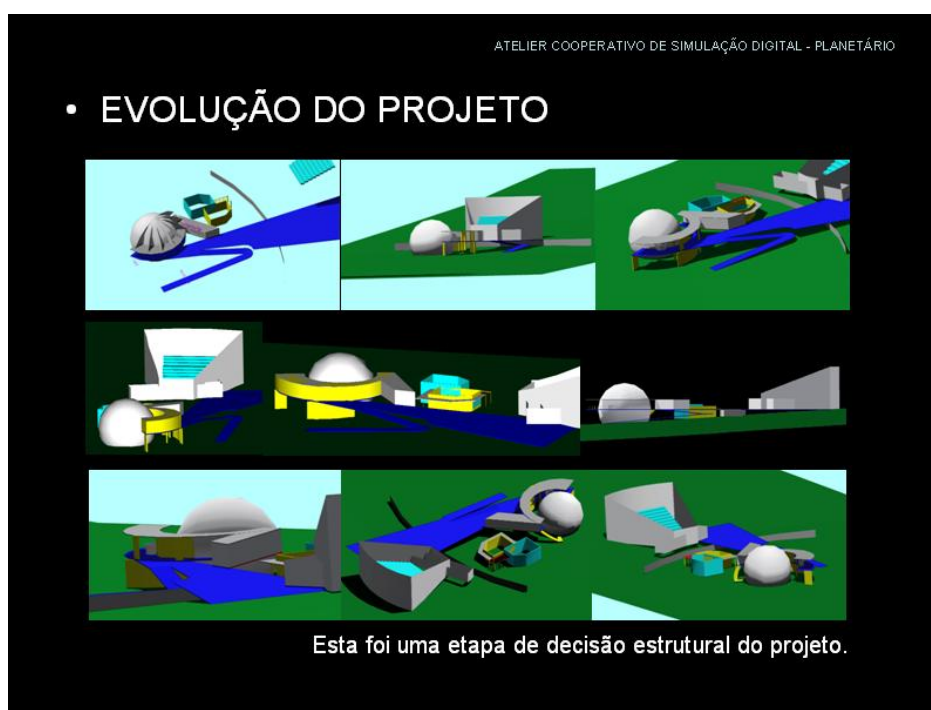 ATELIER COOPERATIVO DE SIMULAÇÃO DIGITAL - PLANETÁRIO
• EVOLUÇÃO DO PROJETO
Esta foi uma etapa de decisão estrutural do projeto.